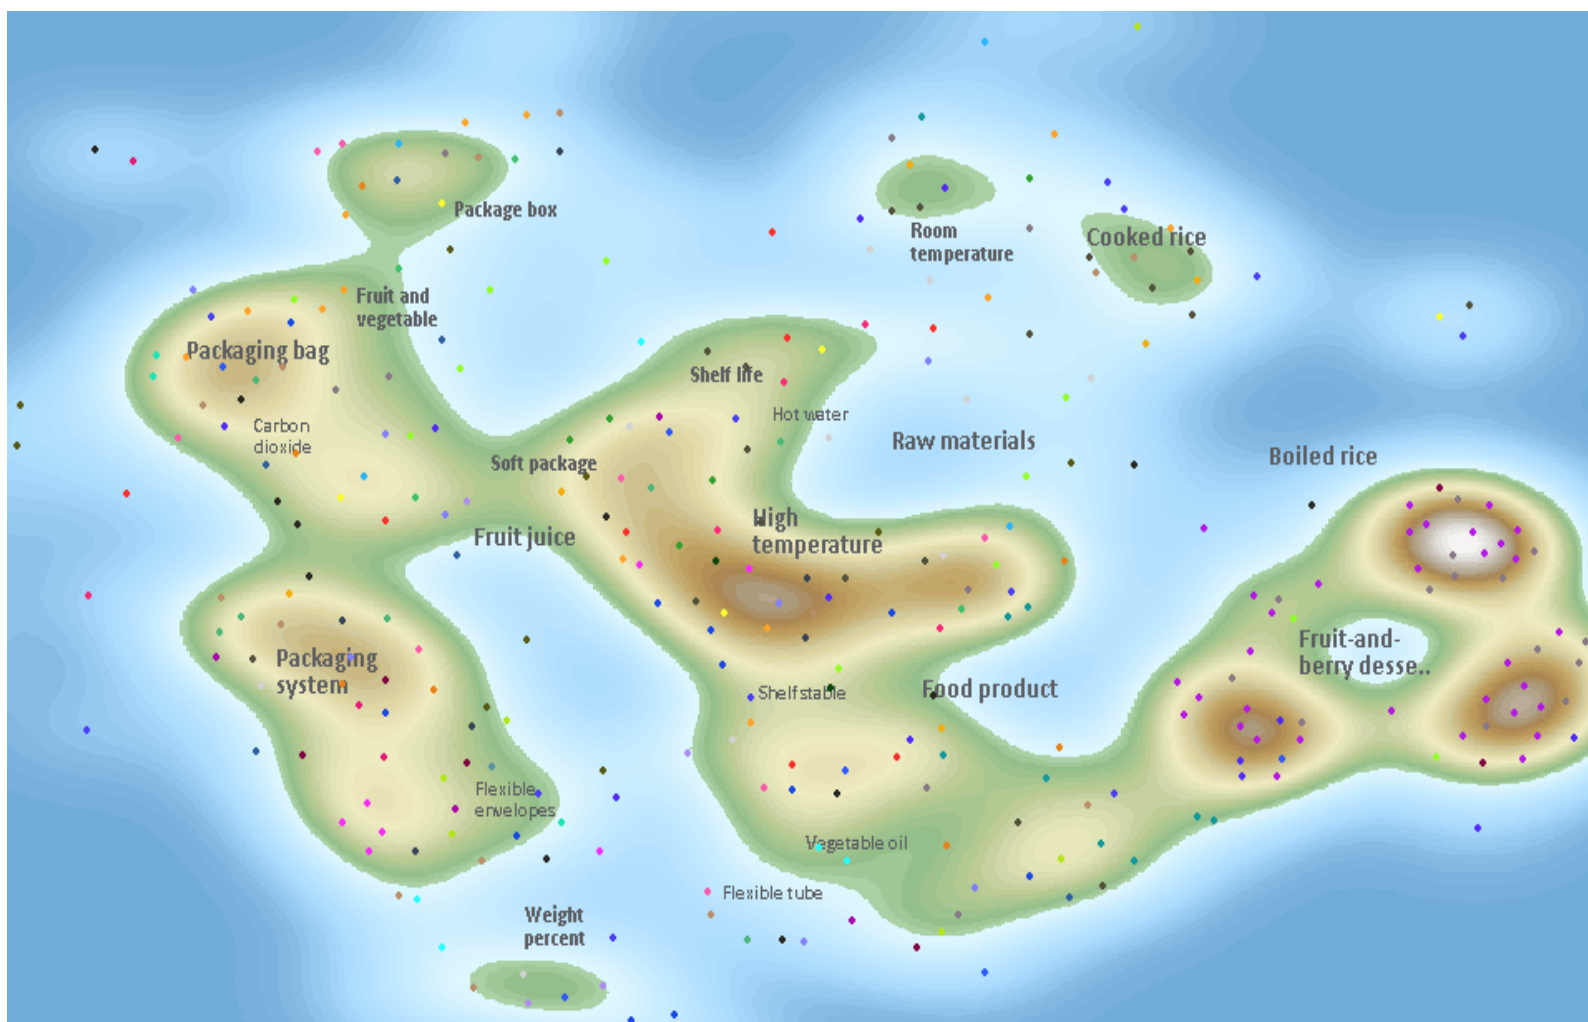 Package box
Room
temperature
Cooked rice
Fruit and
vegetable
Packaging bag
Shelf life
Hot water
Carbon
dioxide
Raw materials
Soft package
Boiled rice
High
temperature
Fruit juice
Fruit-and-
berry desse..
Packaging
system
Shelfstable
Food product
Flexible
envelopes
Vegetable oil
Flexible tube
Weight
percent